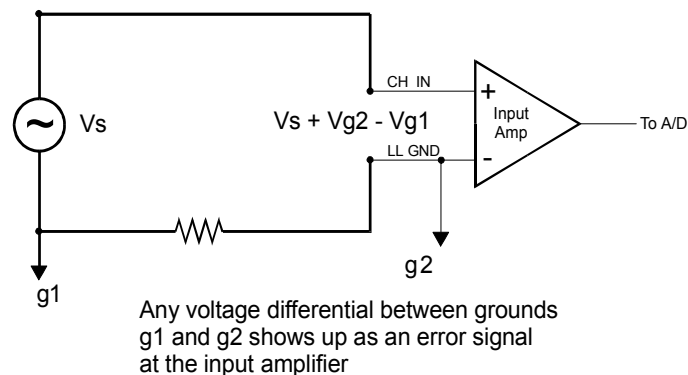 CH IN
Vs
Vs + Vg2 - Vg1
+
Input
Amp
To A/D
LL GND
-
g1
g2
Any voltage differential between grounds
g1 and g2 shows up as an error signal
at the input amplifier